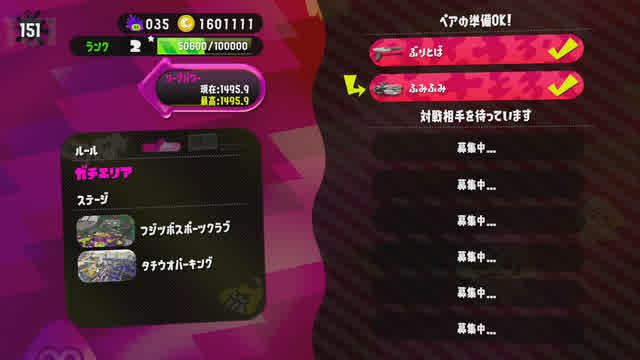 151
035
1601111
ランク
2
50600/100000
リーグパワー
現在:1495.9
最高:1495.9
ルール
ガチエリア
ステージ
フジツボスポーツクラブ
タチウオパーキング
ペアの準備OK!
ぷりとば
ふみふみ
対戦相手を待っています
募集中...
募集中...
募集中...
募集中...
募集中...
募集中...